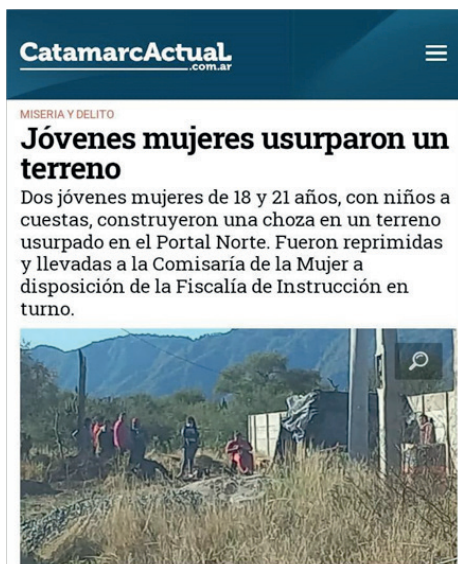 CatamarcActual
.com.ar
MISERIA Y DELITO
Jóvenes mujeres usurparon un
terreno
Dos jóvenes mujeres de 18 y 21 años, con niños a
cuestas, construyeron una choza en un terreno
usurpado en el Portal Norte. Fueron reprimidas
y llevadas a la Comisaría de la Mujer a
disposición de la Fiscalía de Instrucción en
turno.